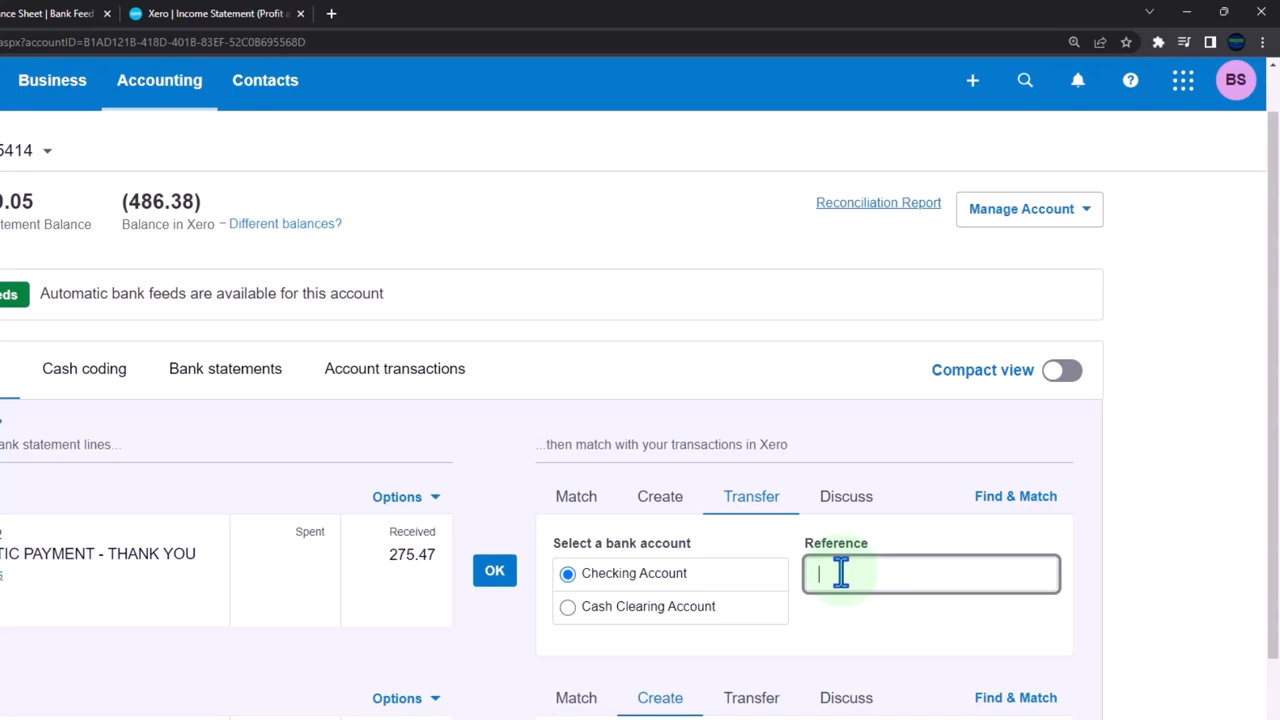 nce Sheet | Bank Feed
Xero | Income Statement (Profit a
aspx?accountID=B1AD121B-418D-401B-83EF-52C0B695568D
Business Accounting Contacts
BS
5414
0.05 (486.38)
tement Balance Balance in Xero - Different balances?
Reconciliation Report Manage Account
eds Automatic bank feeds are available for this account
Cash coding Bank statements Account transactions Compact view
ank statement lines... ...then match with your transactions in Xero
Options Match Create Transfer Discuss Find & Match
2 Spent Received
TIC PAYMENT - THANK YOU 275.47
s
OK
Select a bank account Reference
Checking Account
Cash Clearing Account
Options Match Create Transfer Discuss Find & Match